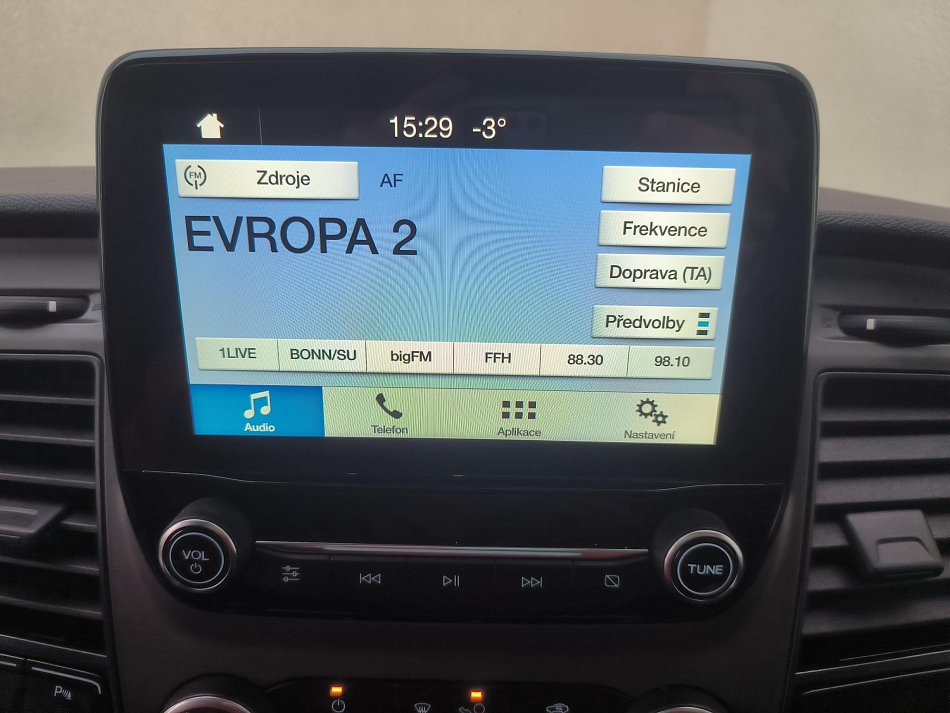 15:29 -3°
FM Zdroje AF Stanice
EVROPA 2 Frekvence
Doprava (TA)
Předvolby
1LIVE BONN/SU bigFM FFH 88.30 98.10
Audio Telefon Aplikace Nastavení
VOL TUNE
P